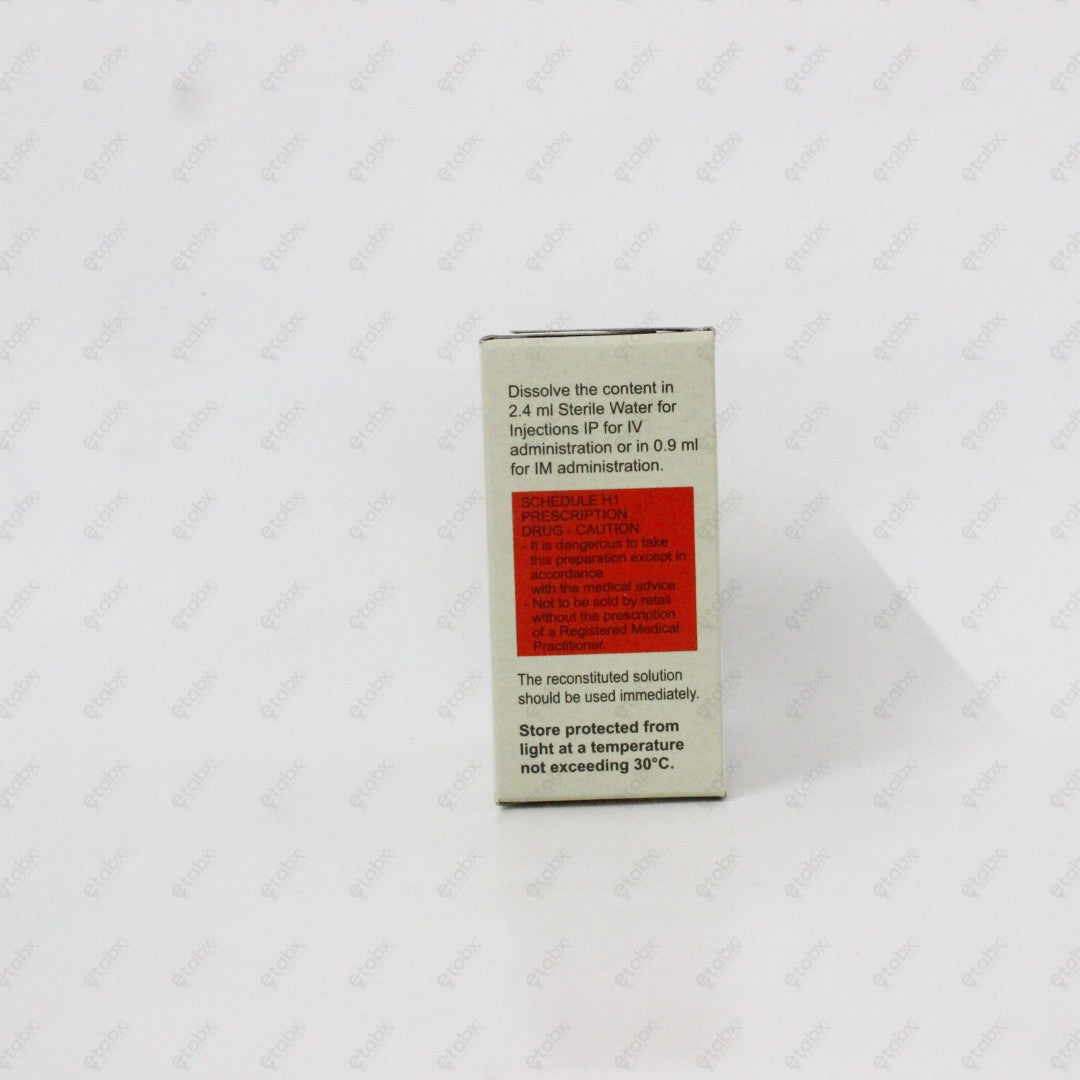 Dissolve the content in
2.4 ml Sterile Water for
Injections IP for IV
administration or in 0.9 ml
for IM administration.
SCHEDULE H1
PRESCRIPTION
DRUG - CAUTION
- It is dangerous to take
this preparation except in
accordance
with the medical advice.
- Not to be sold by retail
without the prescription
of a Registered Medical
Practitioner.
The reconstituted solution
should be used immediately.
Store protected from
light at a temperature
not exceeding 30°C.
etabx